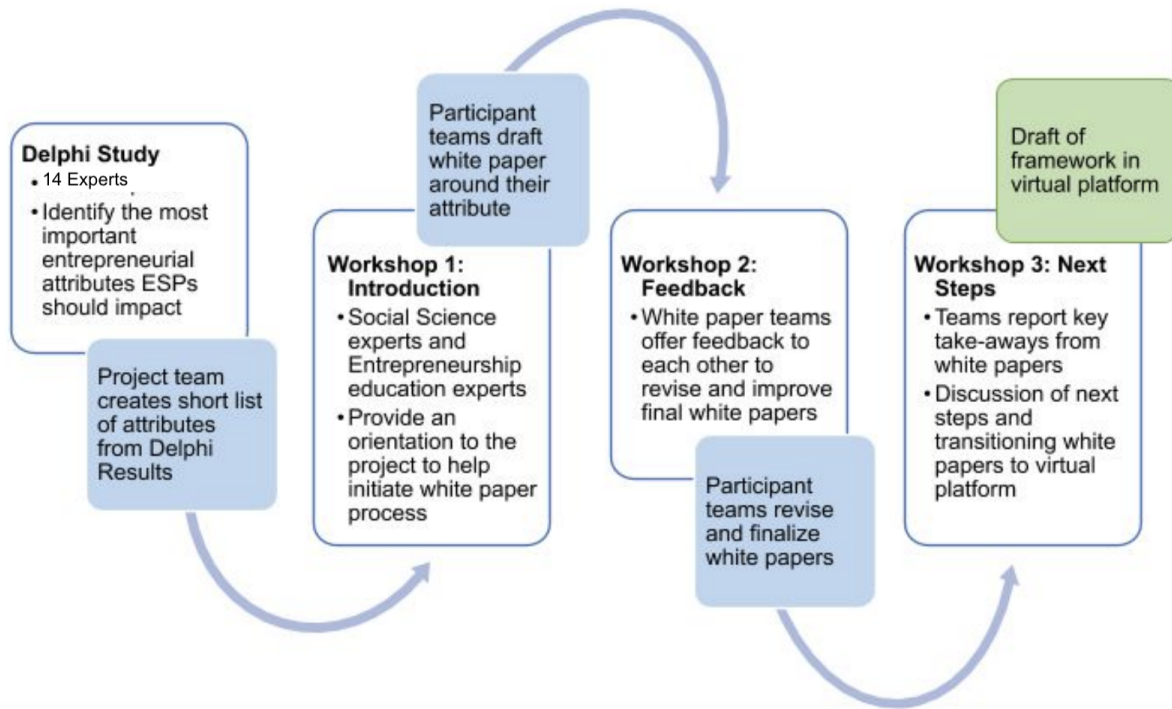 Delphi Study
• 14 Experts
• Identify the most
important
entrepreneurial
attributes ESPs
should impact
Project team
creates short list
of attributes
from Delphi
Results
Workshop 1:
Introduction
• Social Science
experts and
Entrepreneurship
education experts
• Provide an
orientation to the
project to help
initiate white paper
process
Participant
teams draft
white paper
around their
attribute
Workshop 2:
Feedback
• White paper teams
offer feedback to
each other to
revise and improve
final white papers
Participant
teams revise
and finalize
white papers
Workshop 3: Next
Steps
• Teams report key
take-aways from
white papers
• Discussion of next
steps and
transitioning white
papers to virtual
platform
Draft of
framework in
virtual platform